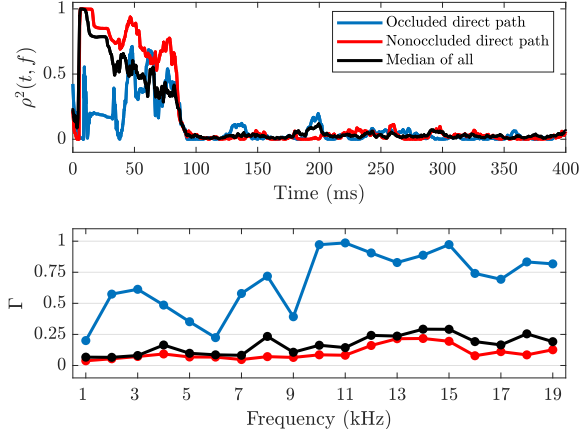 1
0.5
0
ρ²(t, f)
Occluded direct path
Nonoccluded direct path
Median of all
0 50 100 150 200 250 300 350 400
Time (ms)
1
0.75
0.5
0.25
0
Γ
1 3 5 7 9 11 13 15 17 19
Frequency (kHz)